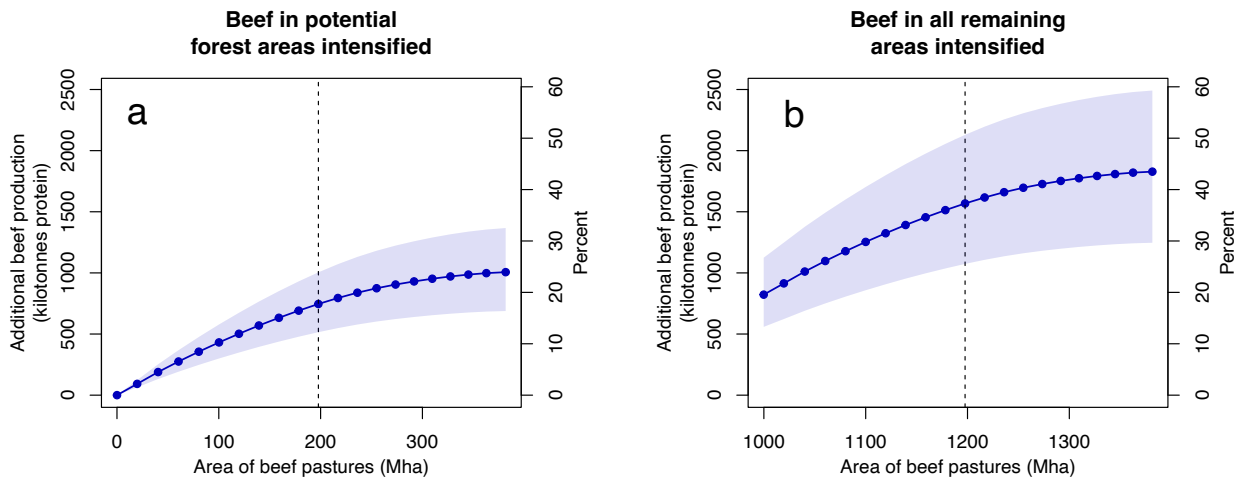 Beef in potential
forest areas intensified
a
Additional beef production
(kilotonnes protein)
0
500
1000
1500
2000
2500
0
10
20
30
40
50
60
Percent
0
100
200
300
Area of beef pastures (Mha)
Beef in all remaining
areas intensified
b
Additional beef production
(kilotonnes protein)
0
500
1000
1500
2000
2500
0
10
20
30
40
50
60
Percent
1000
1100
1200
1300
Area of beef pastures (Mha)